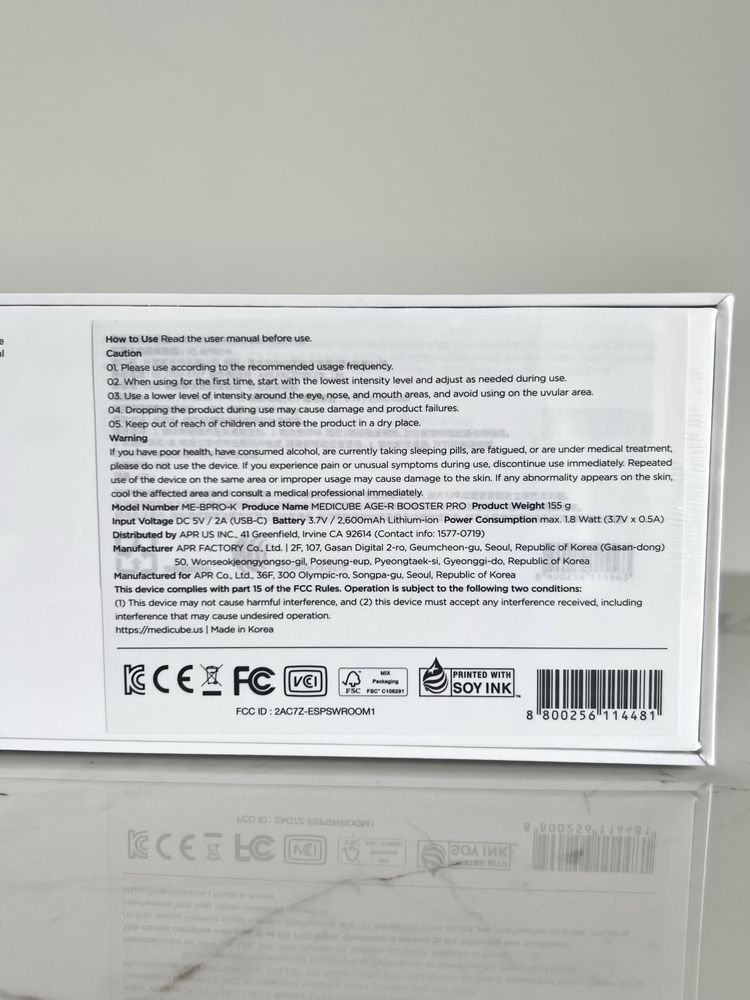 How to Use Read the user manual before use.
Caution
01. Please use according to the recommended usage frequency.
02. When using for the first time, start with the lowest intensity level and adjust as needed during use.
03. Use a lower level of intensity around the eye, nose, and mouth areas, and avoid using on the uvular area.
04. Dropping the product during use may cause damage and product failures.
05. Keep out of reach of children and store the product in a dry place.
Warning
If you have poor health, have consumed alcohol, are currently taking sleeping pills, are fatigued, or are under medical treatment,
please do not use the device. If you experience pain or unusual symptoms during use, discontinue use immediately. Repeated
use of the device on the same area or improper usage may cause damage to the skin. If any abnormality appears on the skin,
cool the affected area and consult a medical professional immediately.
Model Number ME-BPRO-K Produce Name MEDICUBE AGE-R BOOSTER PRO Product Weight 155 g
Input Voltage DC 5V / 2A (USB-C) Battery 3.7V / 2,600mAh Lithium-ion Power Consumption max. 1.8 Watt (3.7V x 0.5A)
Distributed by APR US INC., 41 Greenfield, Irvine CA 92614 (Contact info: 1577-0719)
Manufacturer APR FACTORY Co., Ltd. | 2F, 107, Gasan Digital 2-ro, Geumcheon-gu, Seoul, Republic of Korea (Gasan-dong)
50, Wonseokjeongyongso-gil, Poseung-eup, Pyeongtaek-si, Gyeonggi-do, Republic of Korea
Manufactured for APR Co., Ltd., 36F, 300 Olympic-ro, Songpa-gu, Seoul, Republic of Korea
This device complies with part 15 of the FCC Rules. Operation is subject to the following two conditions:
(1) This device may not cause harmful interference, and (2) this device must accept any interference received, including
interference that may cause undesired operation.
https://medicube.us | Made in Korea
KC CE FC VCI FSC MIX Packaging FSC™ C106291 PRINTED WITH SOY INK™
FCC ID : 2AC7Z-ESPSWROOM1
8 800256 114481